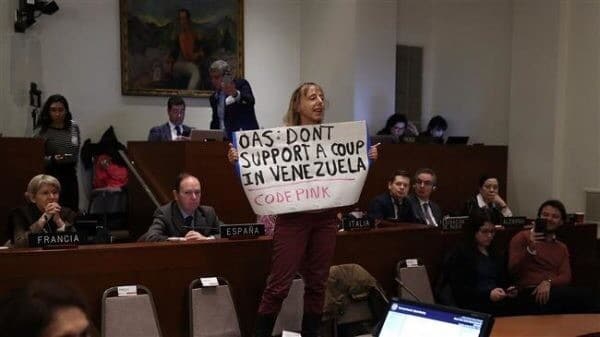 OAS: DONT
SUPPORT A COUP
IN VENEZUELA
CODEPINK
FRANCIA
ESPAÑA
ITALIA